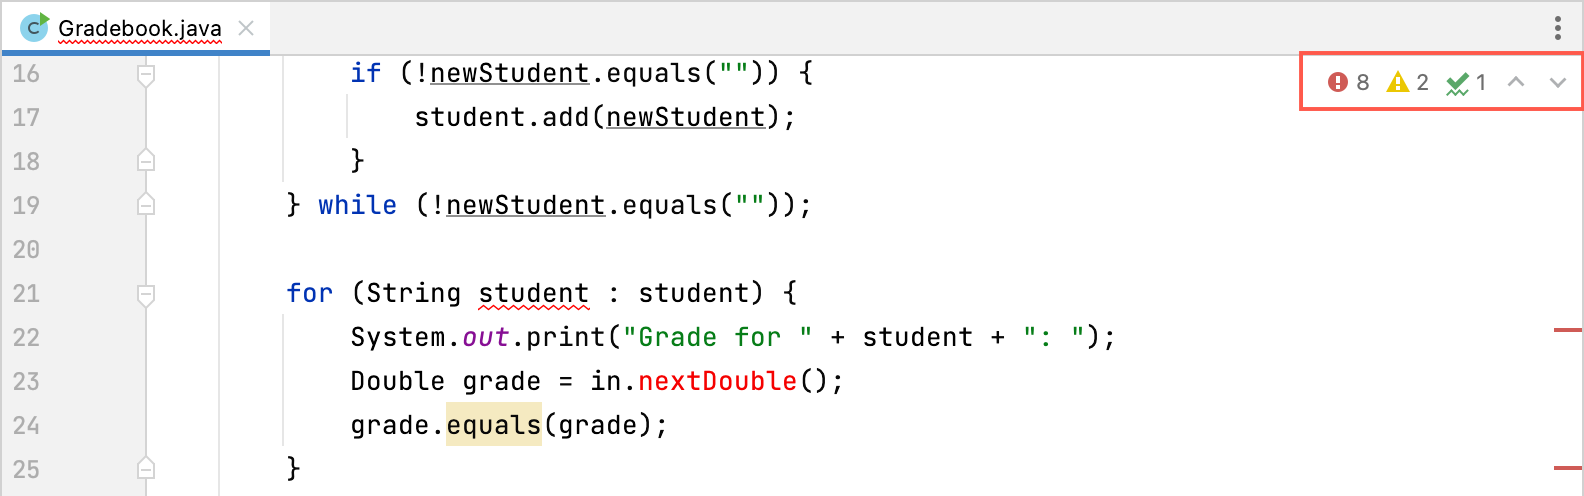 C Gradebook.java
8 2 1
16 if (!newStudent.equals("")) {
17 student.add(newStudent);
18 }
19 } while (!newStudent.equals(""));
20
21 for (String student : student) {
22 System.out.print("Grade for " + student + ": ");
23 Double grade = in.nextDouble();
24 grade.equals(grade);
25 }